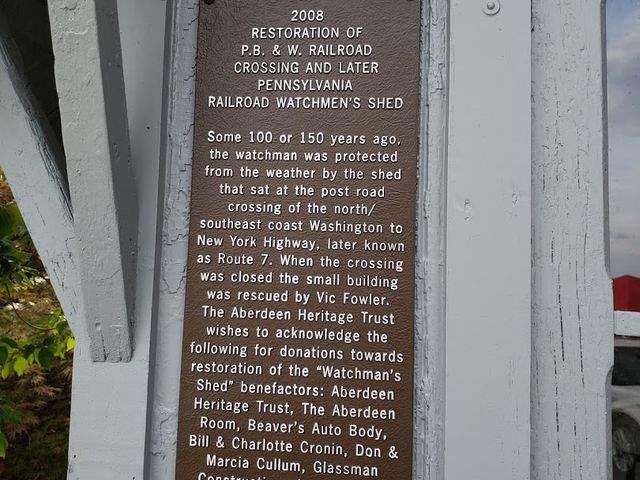 2008
RESTORATION OF
P.B. & W. RAILROAD
CROSSING AND LATER
PENNSYLVANIA
RAILROAD WATCHMEN'S SHED
Some 100 or 150 years ago,
the watchman was protected
from the weather by the shed
that sat at the post road
crossing of the north/
southeast coast Washington to
New York Highway, later known
as Route 7. When the crossing
was closed the small building
was rescued by Vic Fowler.
The Aberdeen Heritage Trust
wishes to acknowledge the
following for donations towards
restoration of the "Watchman's
Shed" benefactors: Aberdeen
Heritage Trust, The Aberdeen
Room, Beaver's Auto Body,
Bill & Charlotte Cronin, Don &
Marcia Cullum, Glassman